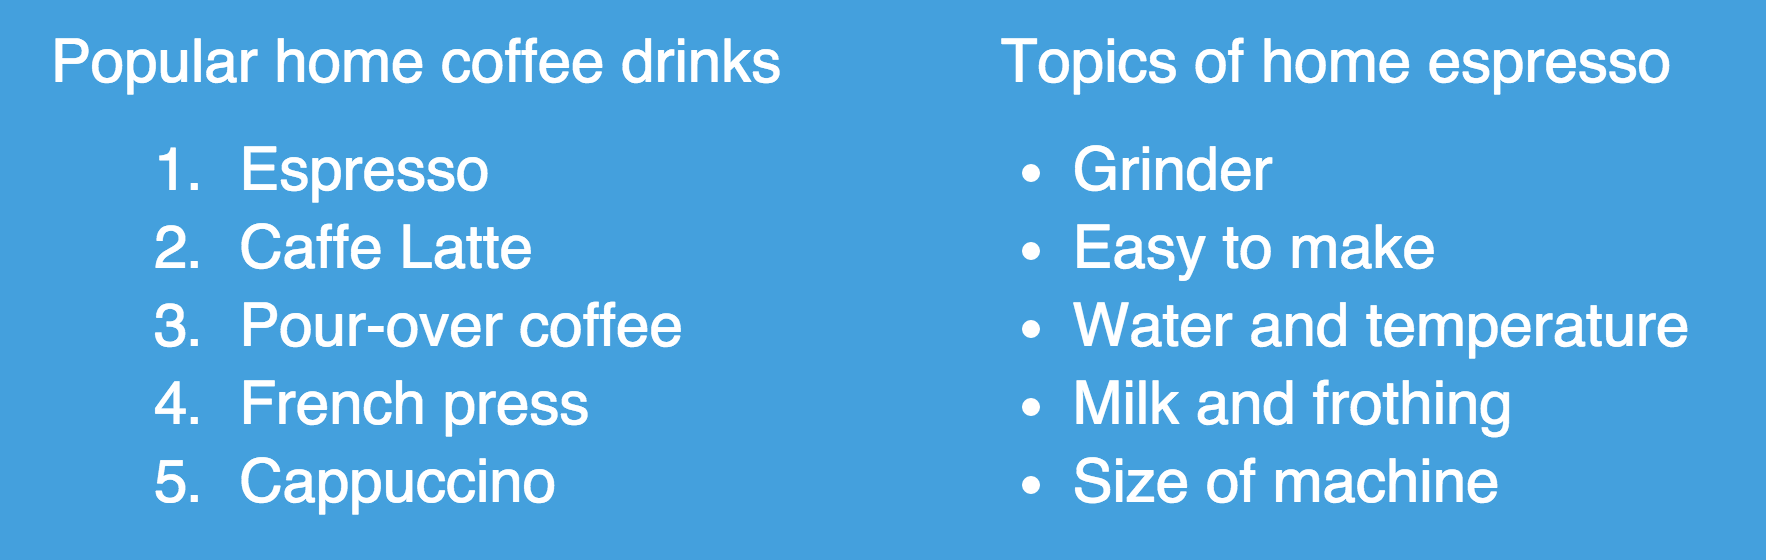 Popular home coffee drinks
1. Espresso
2. Caffe Latte
3. Pour-over coffee
4. French press
5. Cappuccino
Topics of home espresso
• Grinder
• Easy to make
• Water and temperature
• Milk and frothing
• Size of machine